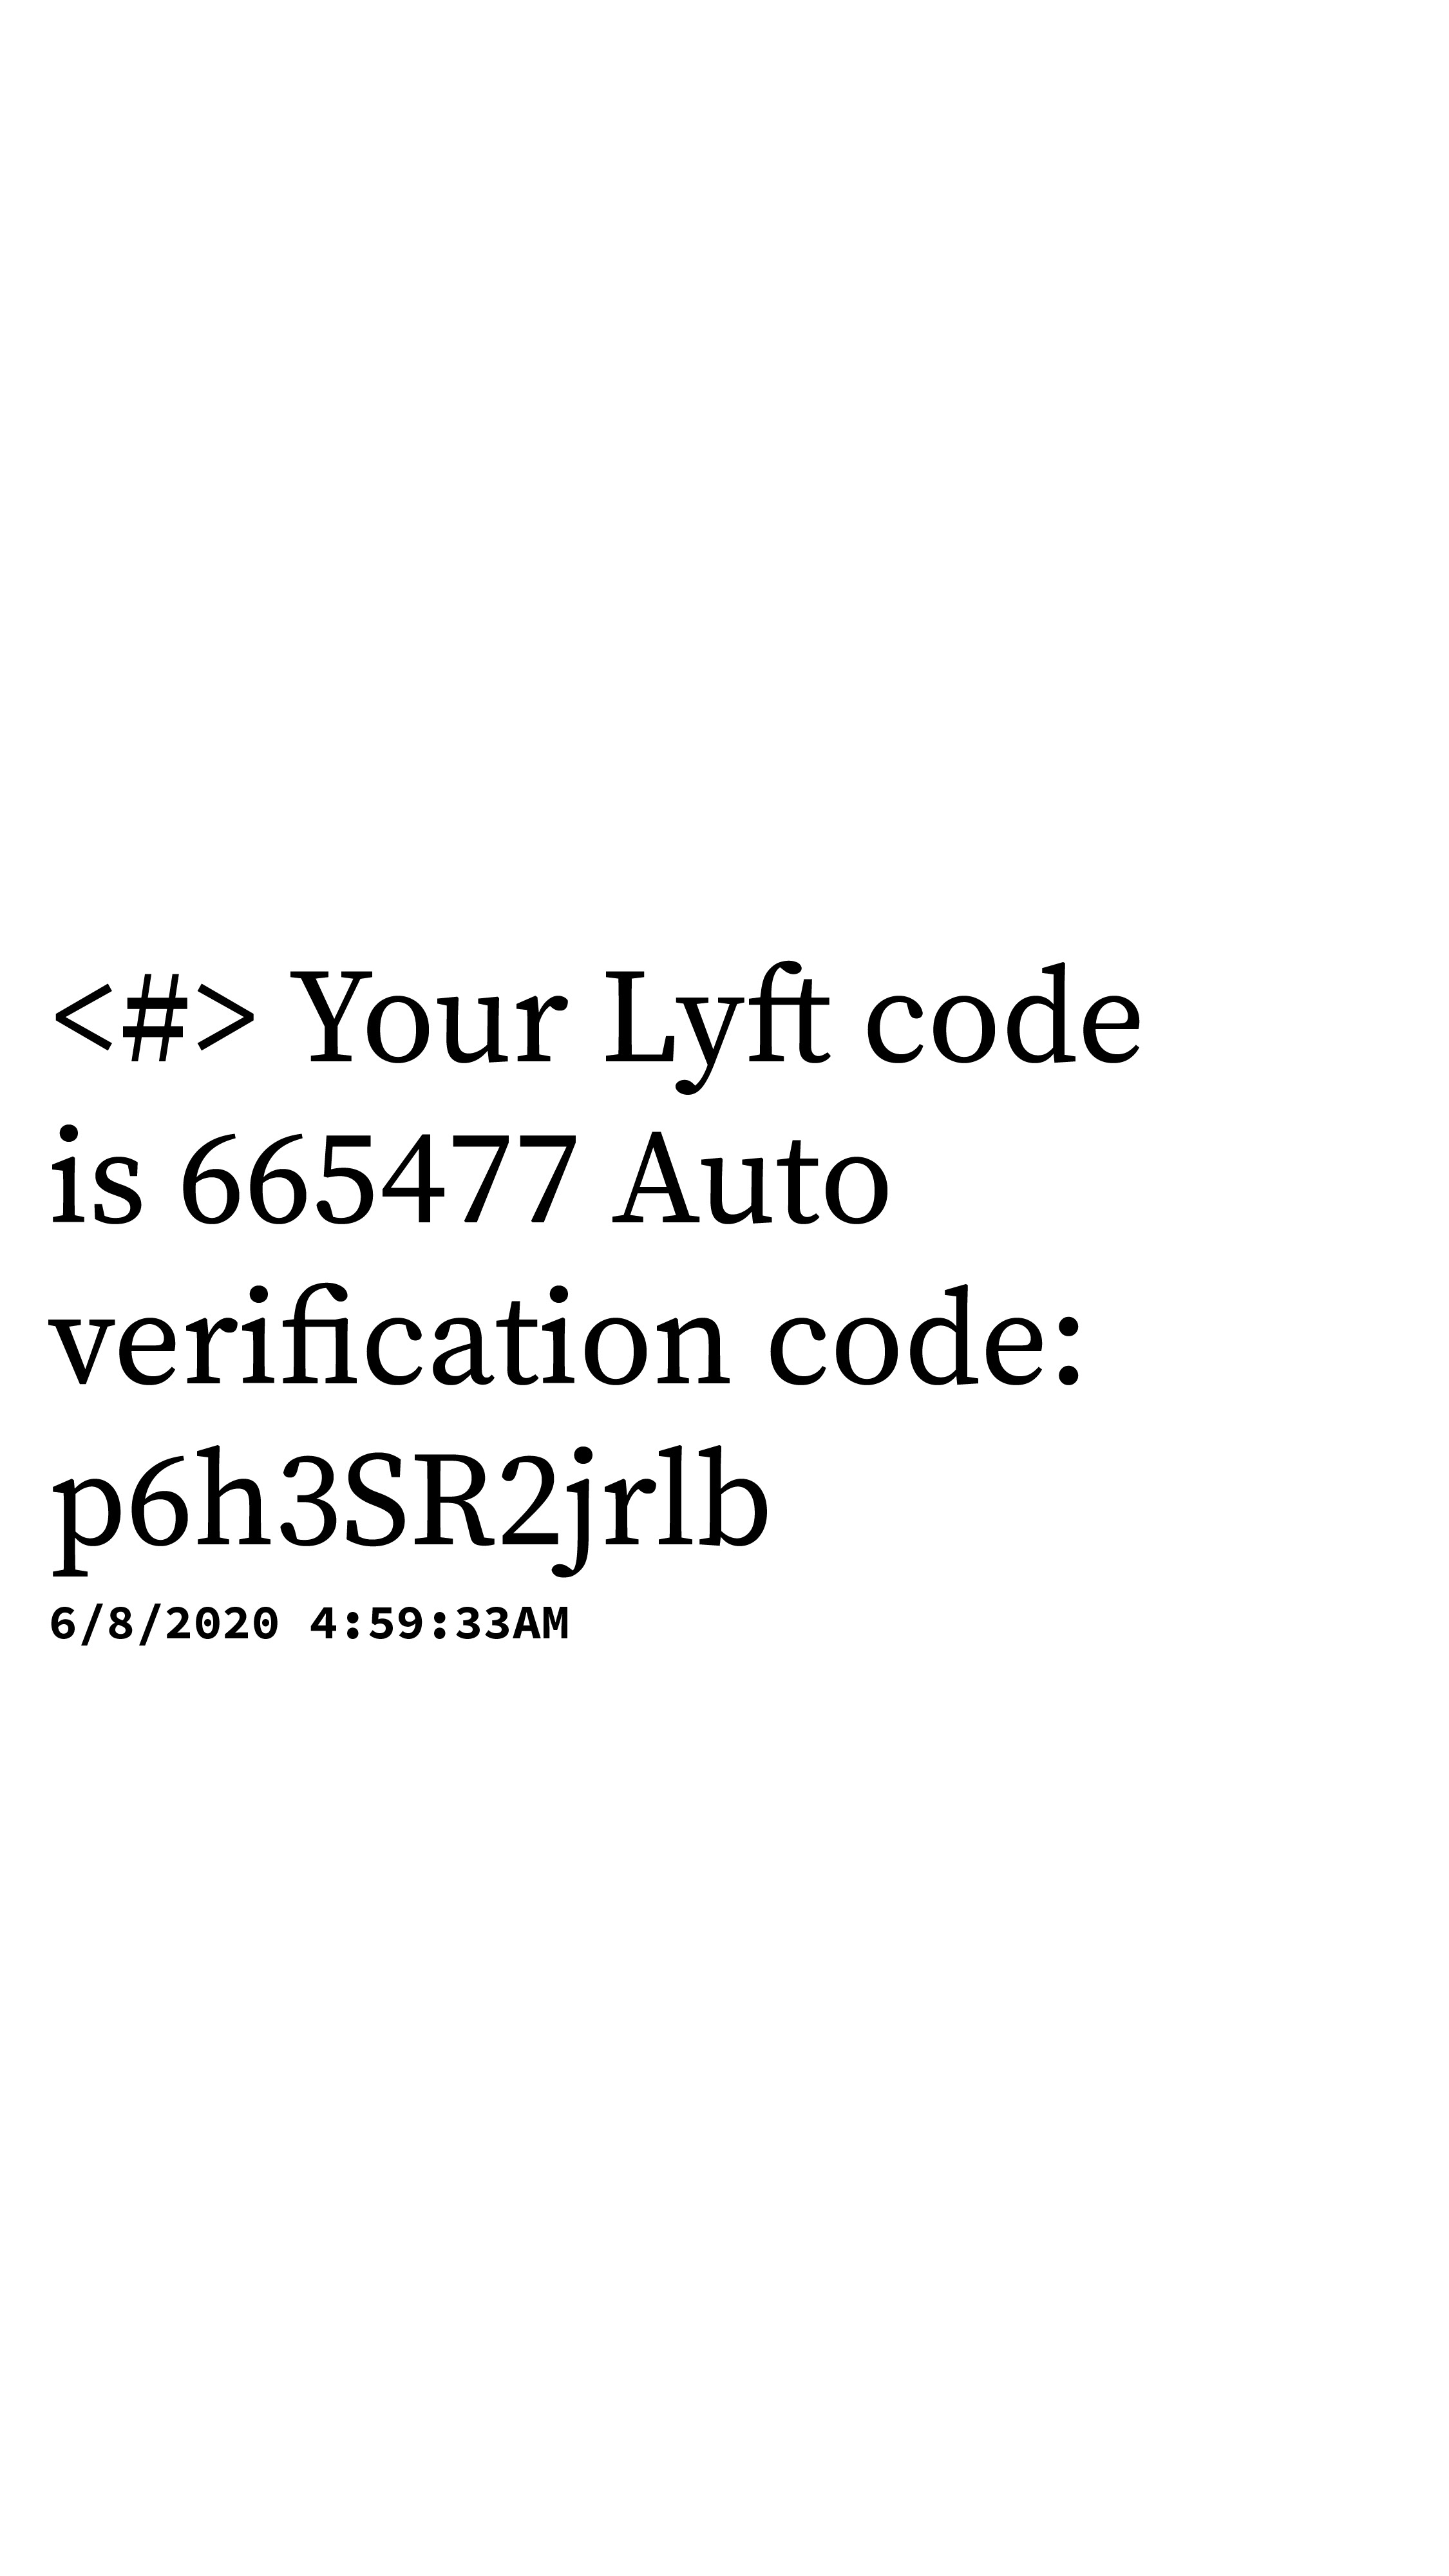 <#> Your Lyft code
is 665477 Auto
verification code:
p6h3SR2jrlb
6/8/2020 4:59:33AM